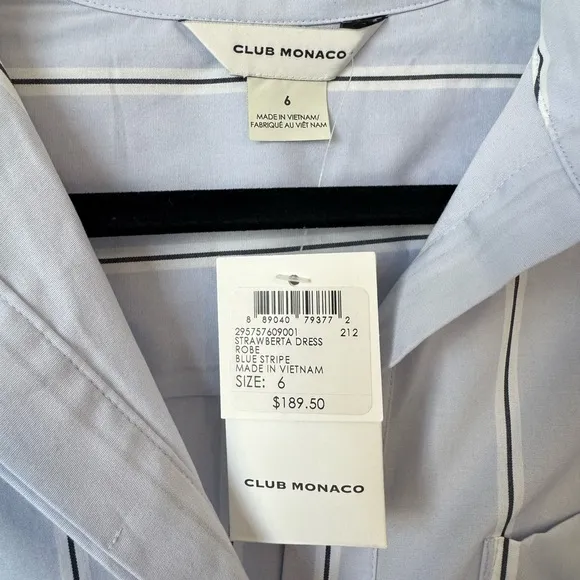 CLUB MONACO
6
MADE IN VIETNAM/
FABRIQUÉ AU VIÊT NAM
8 89040 79377 2
295757609001 212
STRAWBERTA DRESS
ROBE
BLUE STRIPE
MADE IN VIETNAM
SIZE: 6
$189.50
CLUB MONACO